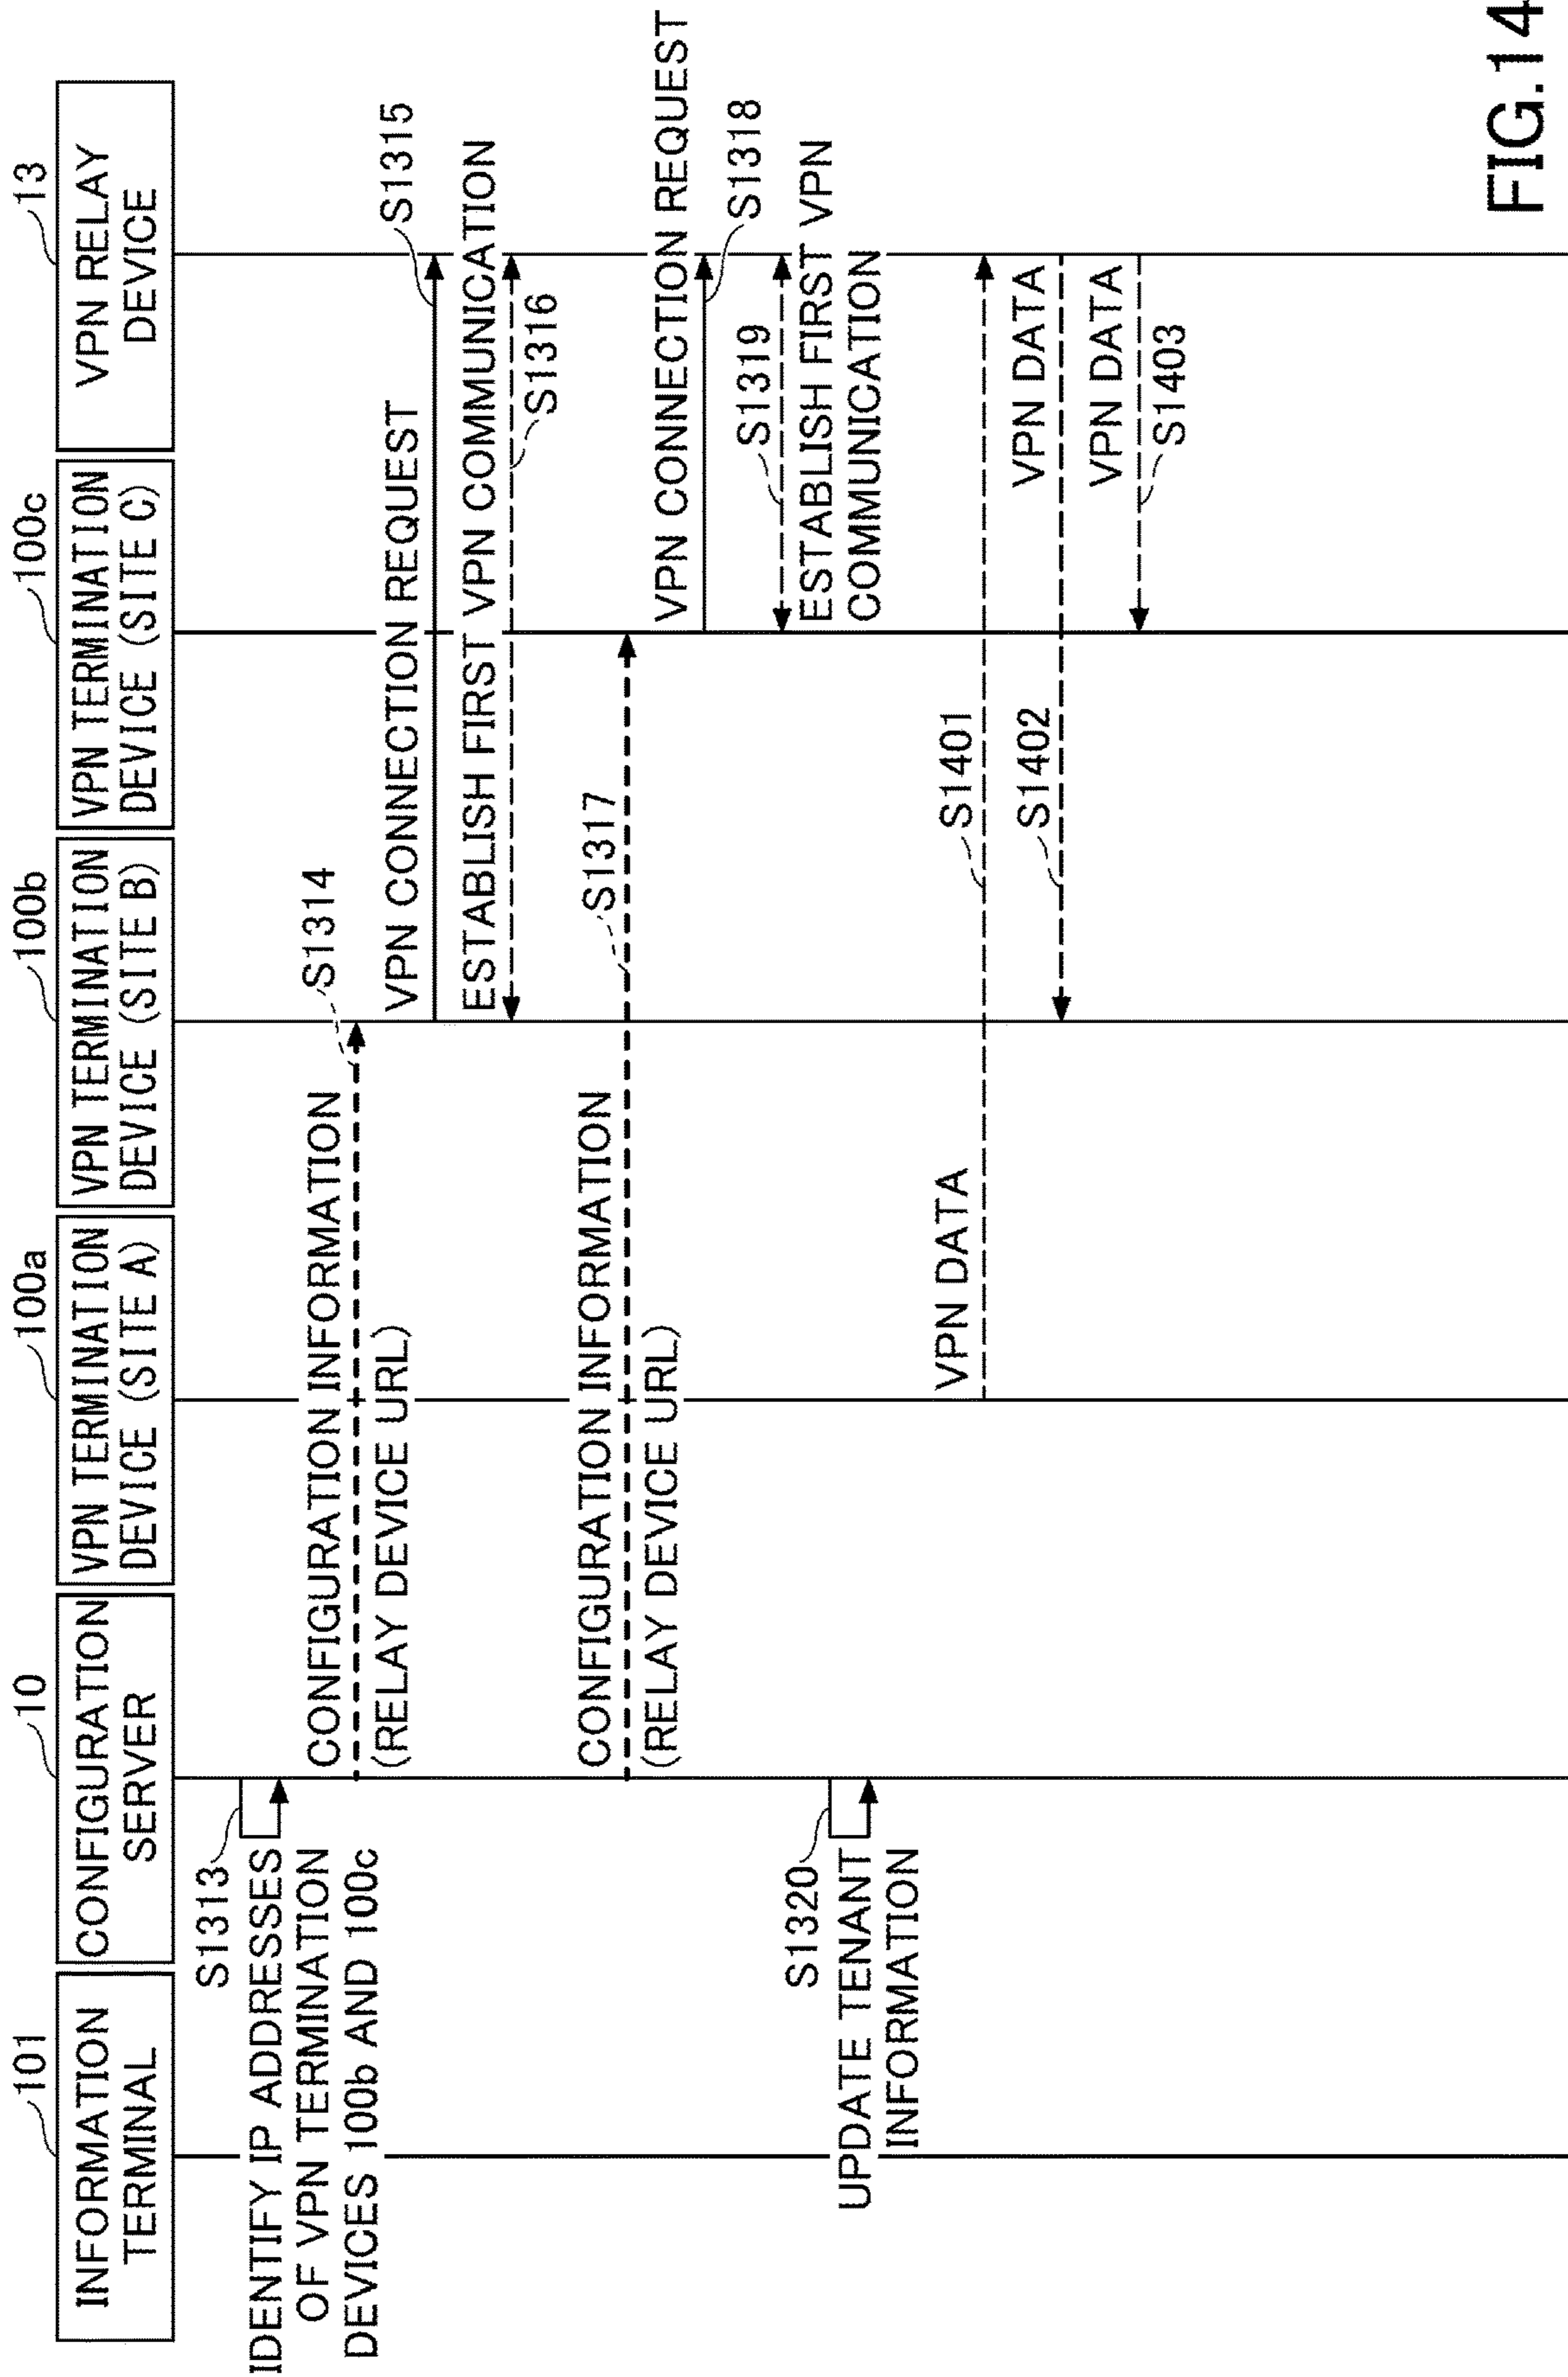 101
10
100a
100b
100c
13
INFORMATION
TERMINAL
CONFIGURATION
SERVER
VPN TERMINATION
DEVICE (SITE A)
VPN TERMINATION
DEVICE (SITE B)
VPN TERMINATION
DEVICE (SITE C)
VPN RELAY
DEVICE
S1313
IDENTIFY IP ADDRESSES
OF VPN TERMINATION
DEVICES 100b AND 100c
CONFIGURATION INFORMATION
S1314
(RELAY DEVICE URL)
VPN CONNECTION REQUEST
S1315
ESTABLISH FIRST VPN COMMUNICATION
S1316
CONFIGURATION INFORMATION
S1317
(RELAY DEVICE URL)
VPN CONNECTION REQUEST
S1318
S1319
ESTABLISH FIRST VPN
COMMUNICATION
S1320
UPDATE TENANT
INFORMATION
VPN DATA
S1401
S1402
VPN DATA
VPN DATA
S1403
FIG.14